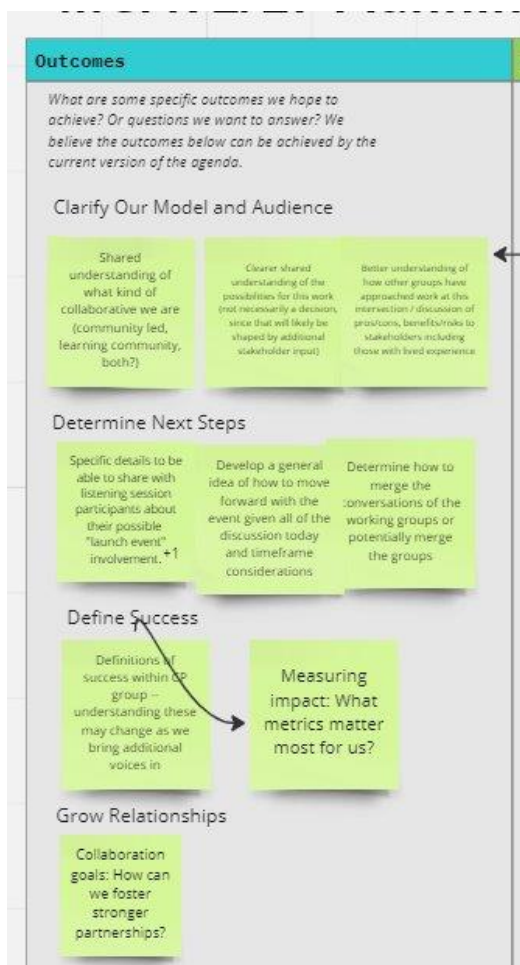 Outcomes
What are some specific outcomes we hope to
achieve? Or questions we want to answer? We
believe the outcomes below can be achieved by the
current version of the agenda.
Clarify Our Model and Audience
Shared
understanding of
what kind of
collaborative we are
(community led,
learning community,
both?)
Clearer shared
understanding of the
possibilities for this work
(not necessarily a decision,
since that will likely be
shaped by additional
stakeholder input)
Better understanding of
how other groups have
approached work at this
intersection / discussion of
pros/cons, benefits/risks to
stakeholders including
those with lived experience
Determine Next Steps
Specific details to be
able to share with
listening session
participants about
their possible
"launch event"
involvement. +1
Develop a general
idea of how to move
forward with the
event given all of the
discussion today
and timeframe
considerations
Determine how to
merge the
conversations of the
working groups or
potentially merge
the groups
Define Success
Definitions of
success within
group --
understanding these
may change as we
bring additional
voices in
Measuring
impact: What
metrics matter
most for us?
Grow Relationships
Collaboration
goals: How can
we foster
stronger
partnerships?